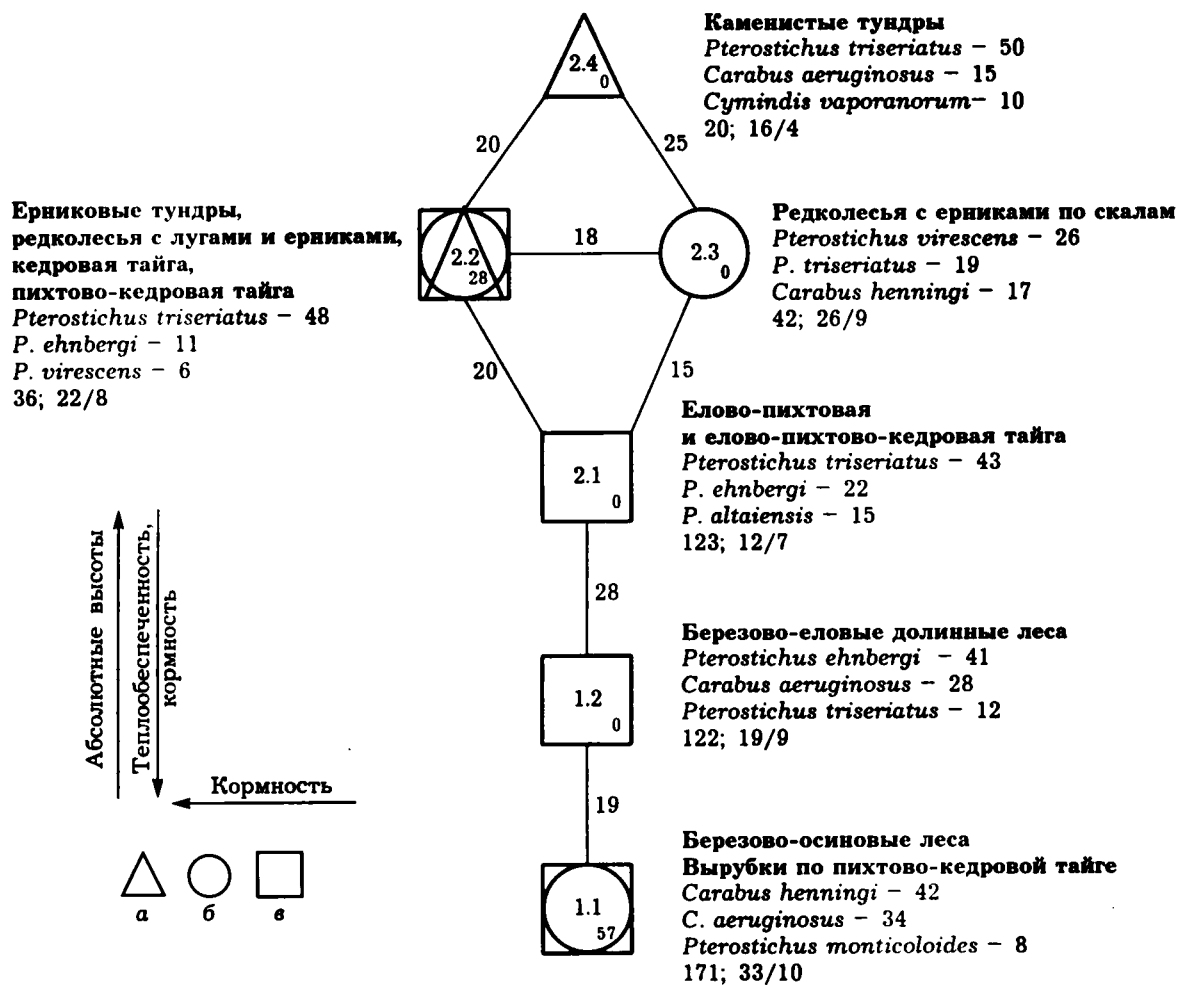 2.4
0
Каменистые тундры
Pterostichus triseriatus – 50
Carabus aeruginosus – 15
Cymindis vaporanorum– 10
20; 16/4
20
25
Ерниковые тундры,
редколесья с лугами и ерниками,
кедровая тайга,
пихтово-кедровая тайга
Pterostichus triseriatus – 48
P. ehnbergi – 11
P. virescens – 6
36; 22/8
2.2
28
18
2.3
0
Редколесья с ерниками по скалам
Pterostichus virescens – 26
P. triseriatus – 19
Carabus henningi – 17
42; 26/9
20
15
2.1
0
Елово-пихтовая
и елово-пихтово-кедровая тайга
Pterostichus triseriatus – 43
P. ehnbergi – 22
P. altaiensis – 15
123; 12/7
28
1.2
0
Березово-еловые долинные леса
Pterostichus ehnbergi – 41
Carabus aeruginosus – 28
Pterostichus triseriatus – 12
122; 19/9
19
1.1
57
Березово-осиновые леса
Вырубки по пихтово-кедровой тайге
Carabus henningi – 42
C. aeruginosus – 34
Pterostichus monticoloides – 8
171; 33/10
Абсолютные высоты
Теплообеспеченность,
кормность
Кормность
а б в